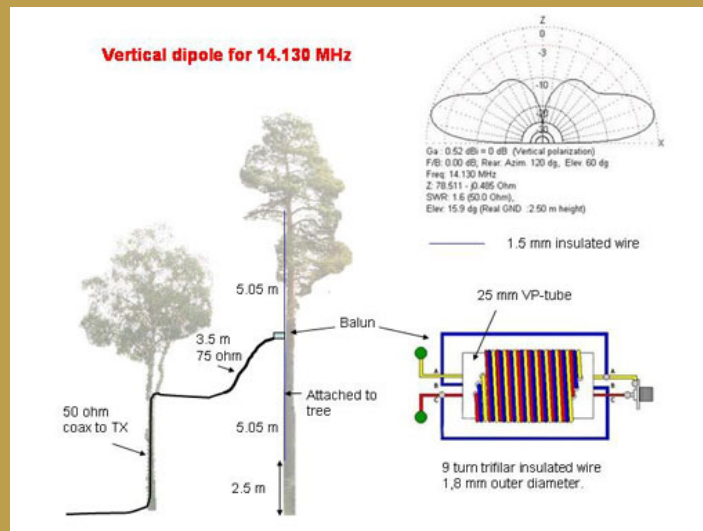 Vertical dipole for 14.130 MHz
Z
0
-3
-10
X
Ga : 0.52 dBi = 0 dB (Vertical polarization)
F/B: 0.00 dB; Rear: Azim. 120 dg, Elev. 60 dg
Freq: 14.130 MHz
Z: 78.511 - j0.485 Ohm
SWR: 1.6 (50.0 Ohm),
Elev: 15.9 dg (Real GND :2.50 m height)
1.5 mm insulated wire
5.05 m
25 mm VP-tube
3.5 m
75 ohm
Balun
A
B
C
A
B
C
Attached to
tree
50 ohm
coax to TX
5.05 m
2.5 m
9 turn trifilar insulated wire
1,8 mm outer diameter.